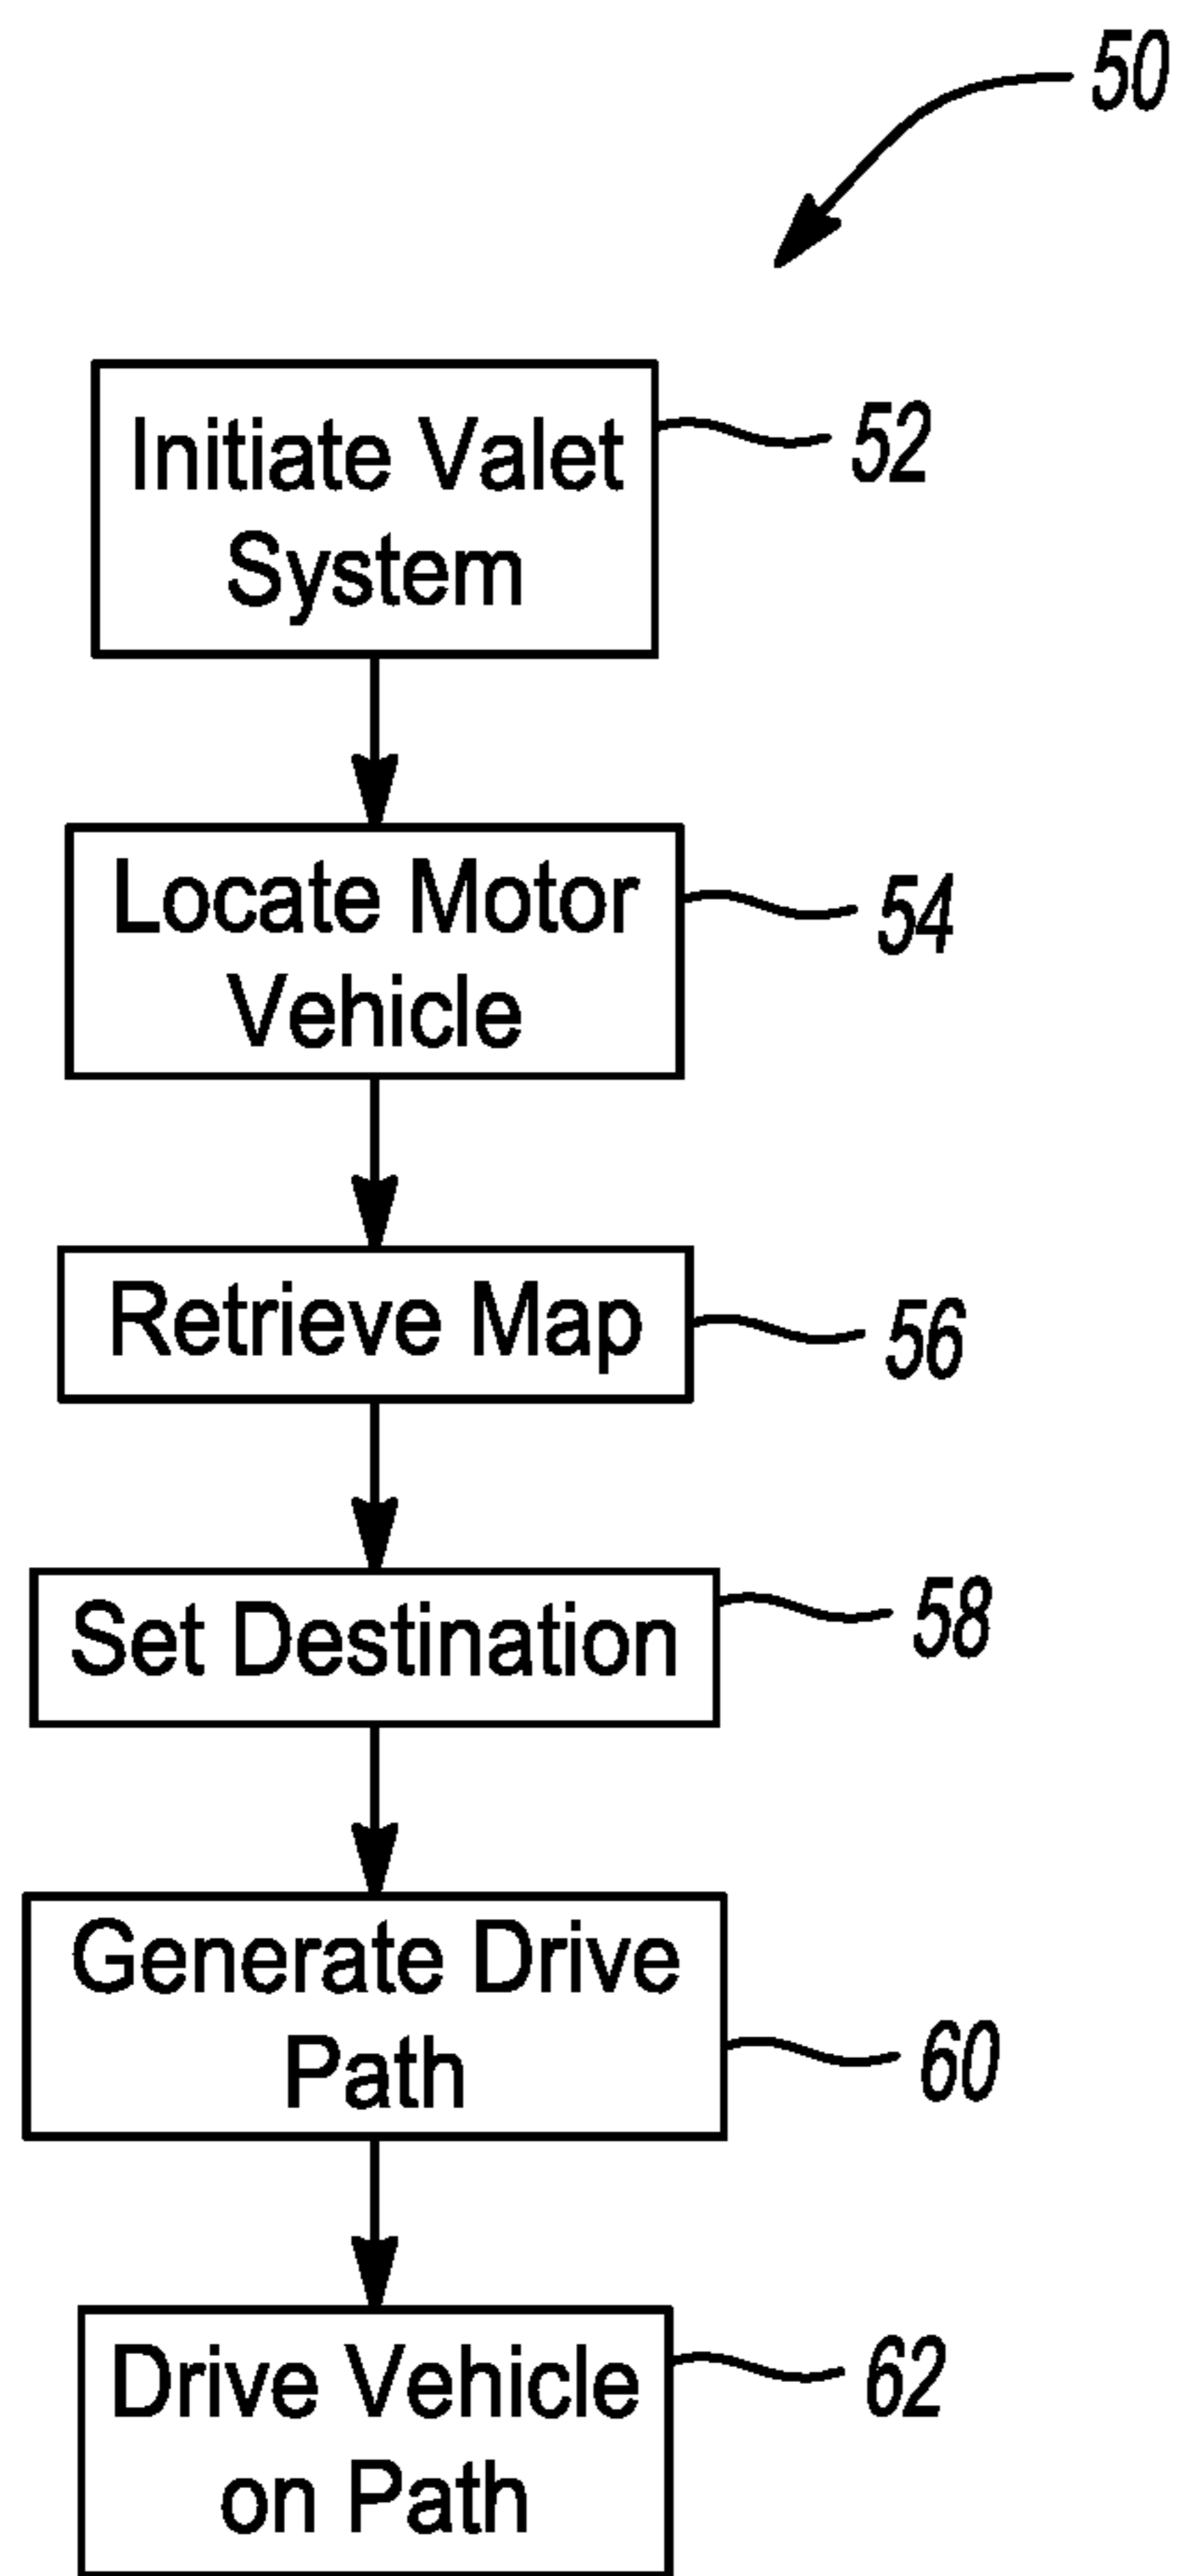 50
Initiate Valet
System
52
Locate Motor
Vehicle
54
Retrieve Map
56
Set Destination
58
Generate Drive
Path
60
Drive Vehicle
on Path
62